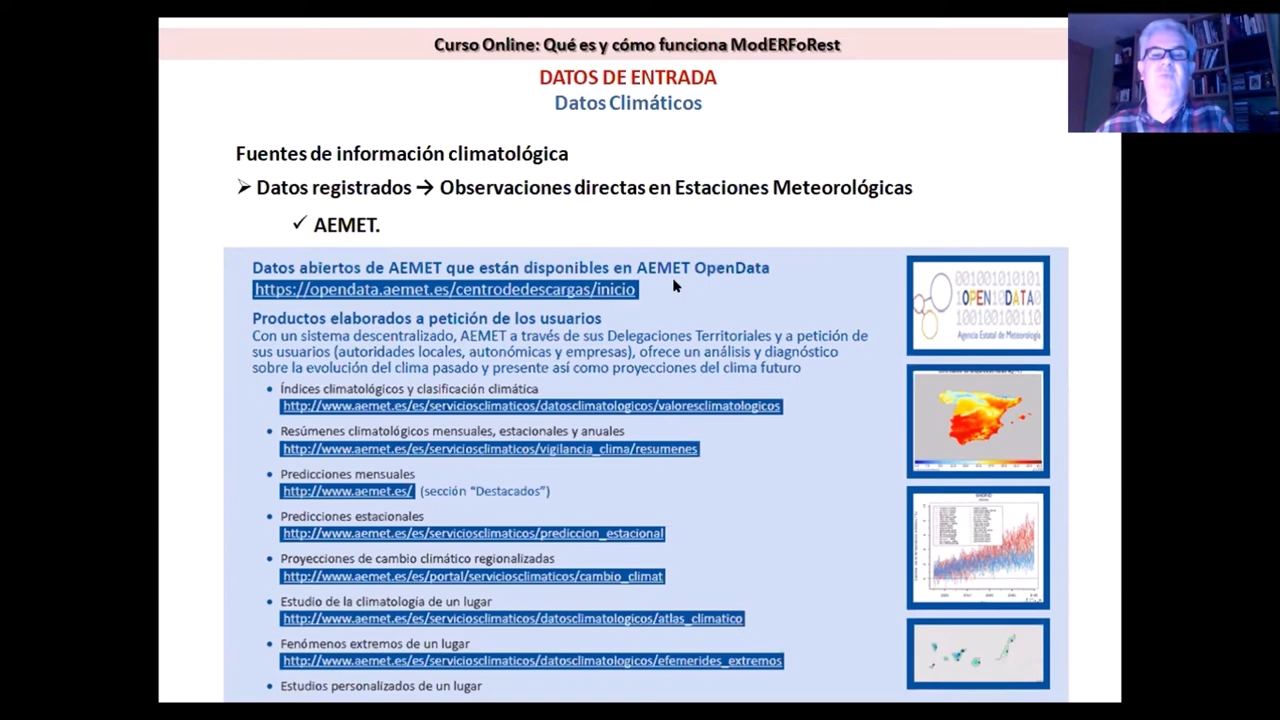 Curso Online: Qué es y cómo funciona ModERFoRest
DATOS DE ENTRADA
Datos Climáticos
Fuentes de información climatológica
➢ Datos registrados → Observaciones directas en Estaciones Meteorológicas
✓ AEMET.
Datos abiertos de AEMET que están disponibles en AEMET OpenData
https://opendata.aemet.es/centrodedescargas/inicio
Productos elaborados a petición de los usuarios
Con un sistema descentralizado, AEMET a través de sus Delegaciones Territoriales y a petición de
sus usuarios (autoridades locales, autonómicas y empresas), ofrece un análisis y diagnóstico
sobre la evolución del clima pasado y presente así como proyecciones del clima futuro
• Índices climatológicos y clasificación climática
http://www.aemet.es/es/serviciosclimaticos/datosclimatologicos/valoresclimatologicos
• Resúmenes climatológicos mensuales, estacionales y anuales
http://www.aemet.es/es/serviciosclimaticos/vigilancia_clima/resumenes
• Predicciones mensuales
http://www.aemet.es/ (sección “Destacados”)
• Predicciones estacionales
http://www.aemet.es/es/serviciosclimaticos/prediccion_estacional
• Proyecciones de cambio climático regionalizadas
http://www.aemet.es/es/portal/serviciosclimaticos/cambio_climat
• Estudio de la climatología de un lugar
http://www.aemet.es/es/serviciosclimaticos/datosclimatologicos/atlas_climatico
• Fenómenos extremos de un lugar
http://www.aemet.es/es/serviciosclimaticos/datosclimatologicos/efemerides_extremos
• Estudios personalizados de un lugar
001001010101
OPEN DATA
100100100110
Agencia Estatal de Meteorología